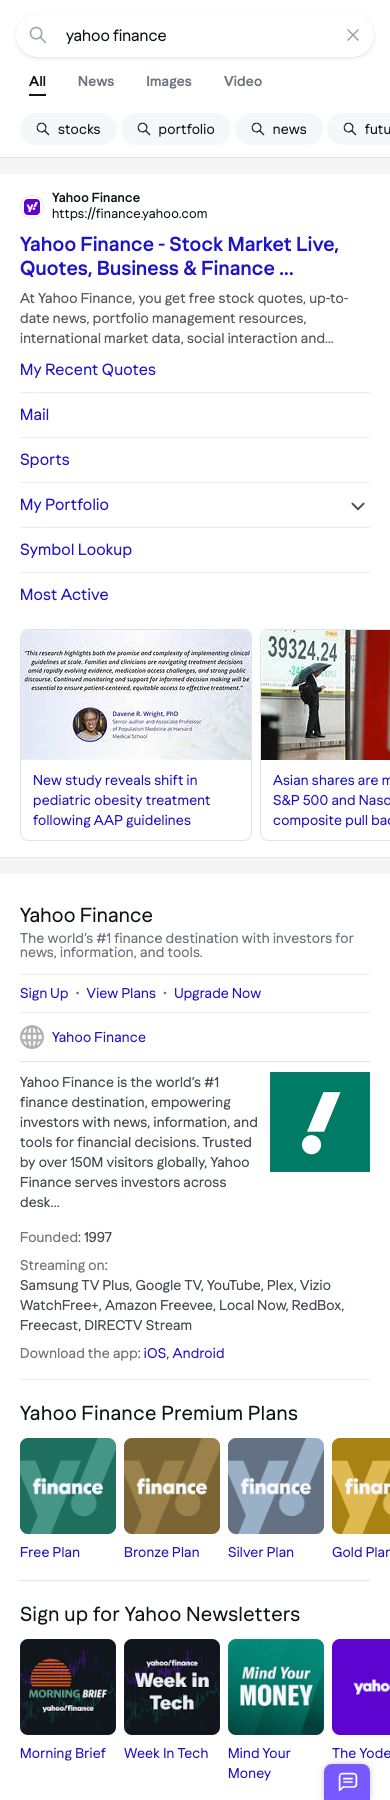 yahoo finance
All News Images Video
stocks portfolio news futu
y!
Yahoo Finance
https://finance.yahoo.com
Yahoo Finance - Stock Market Live,
Quotes, Business & Finance ...
At Yahoo Finance, you get free stock quotes, up-to-
date news, portfolio management resources,
international market data, social interaction and...
My Recent Quotes
Mail
Sports
My Portfolio
Symbol Lookup
Most Active
"This research highlights both the promise and complexity of implementing clinical
guidelines at scale. Families and clinicians are navigating treatment decisions
amid rapidly evolving evidence, medication access challenges, and strong public
discourse. Continued monitoring and support for informed decision making will be
essential to ensure patient-centered, equitable access to effective treatment."
Davene R. Wright, PhD
Senior author and Associate Professor
of Population Medicine at Harvard
Medical School
New study reveals shift in
pediatric obesity treatment
following AAP guidelines
39324.24
Asian shares are m
S&P 500 and Nasd
composite pull bac
Yahoo Finance
The world's #1 finance destination with investors for
news, information, and tools.
Sign Up · View Plans · Upgrade Now
Yahoo Finance
Yahoo Finance is the world's #1
finance destination, empowering
investors with news, information, and
tools for financial decisions. Trusted
by over 150M visitors globally, Yahoo
Finance serves investors across
desk...
!
Founded: 1997
Streaming on:
Samsung TV Plus, Google TV, YouTube, Plex, Vizio
WatchFree+, Amazon Freevee, Local Now, RedBox,
Freecast, DIRECTV Stream
Download the app: iOS, Android
Yahoo Finance Premium Plans
y! finance y! finance y! finance finan
Free Plan Bronze Plan Silver Plan Gold Plan
Sign up for Yahoo Newsletters
MORNING BRIEF
yahoo!finance
yahoo!finance
Week in
Tech
Mind Your
MONEY
yaho
Morning Brief Week In Tech Mind Your
Money The Yode